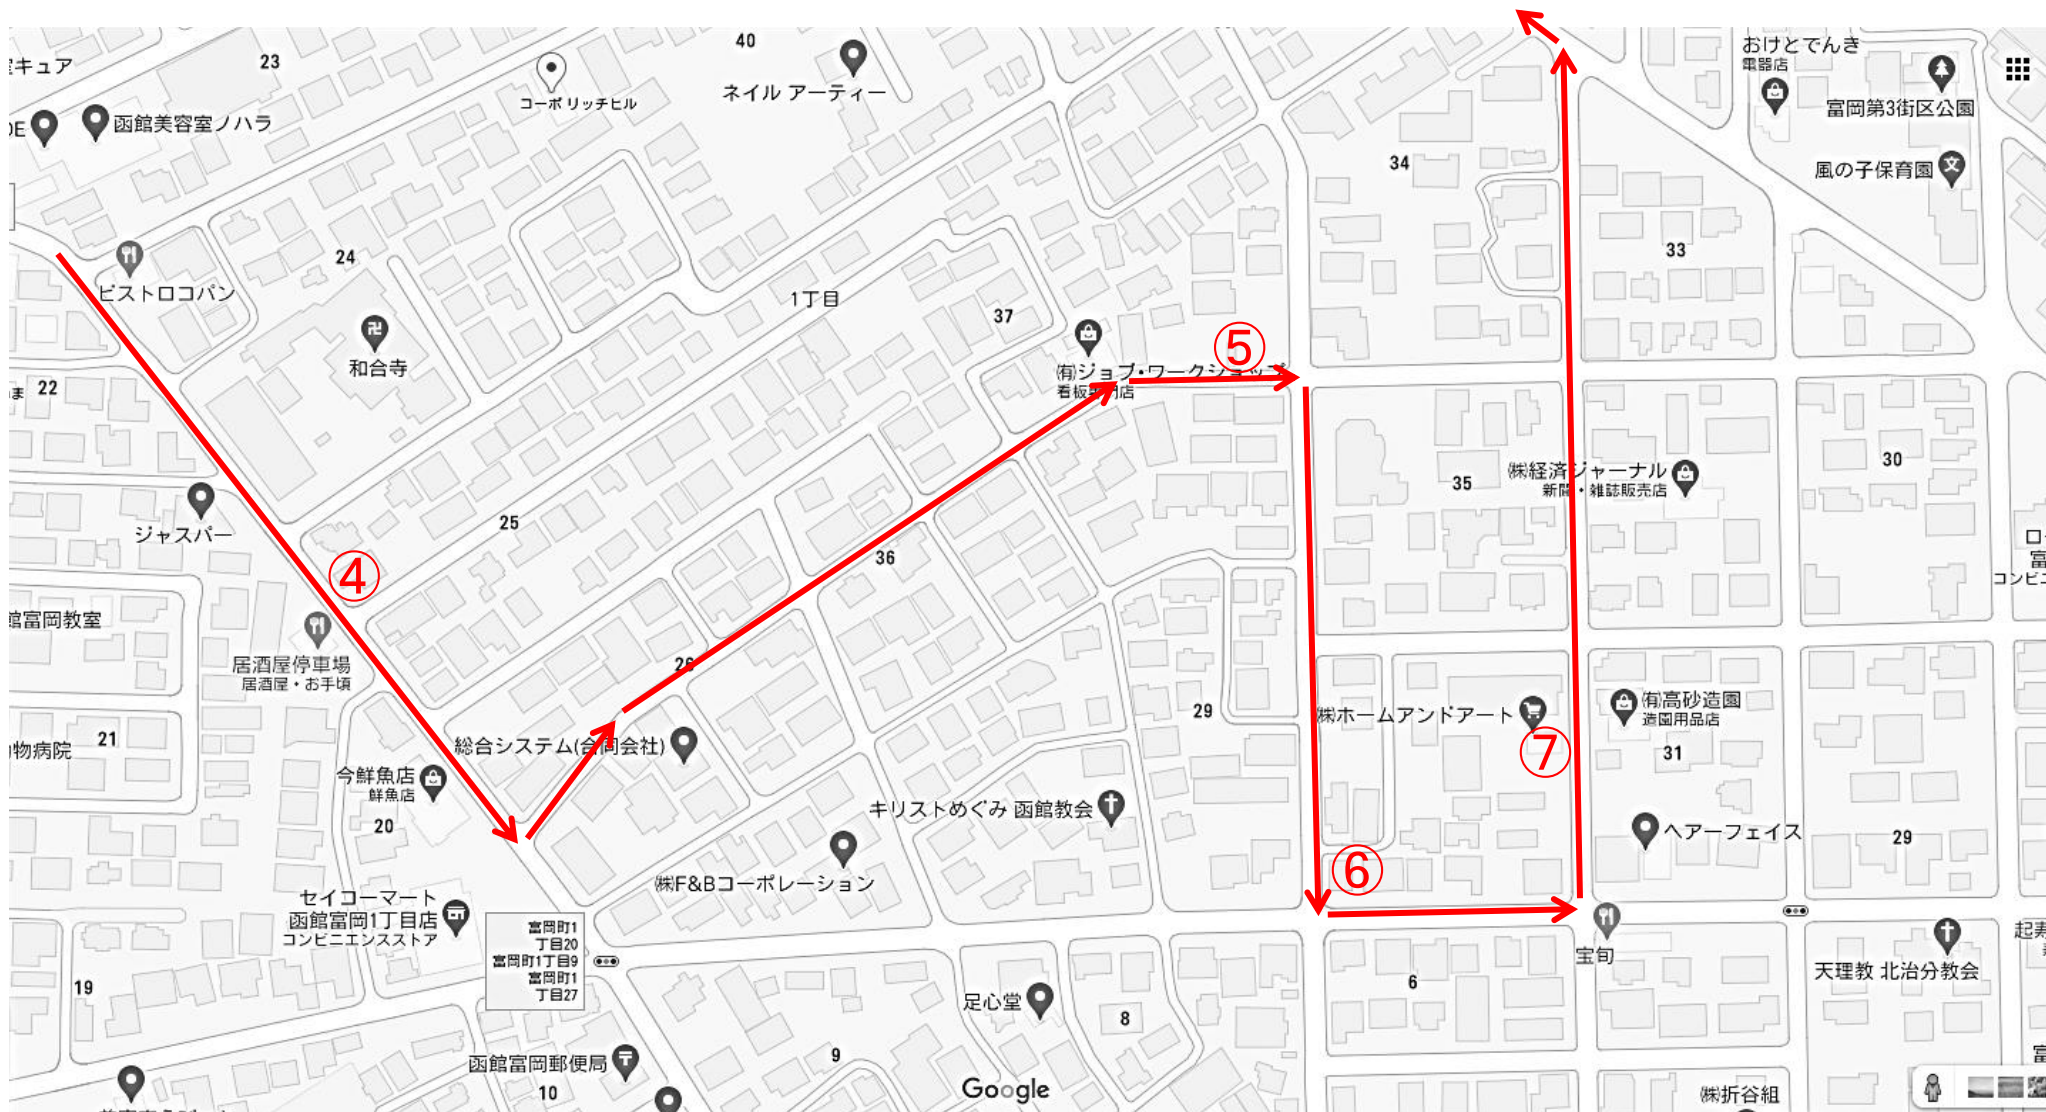 40
23
おけとでんき
電器店
キュア
コーポ リッチヒル
ネイル アーティー
富岡第3街区公園
函館美容室ノハラ
34
風の子保育園
24
33
ビストロコパン
1丁目
37
和合寺
⑤
㈲ジョブ・ワークショップ
看板専門店
22
ま
30
35
㈱経済ジャーナル
新聞・雑誌販売店
ジャスパー
25
36
④
コンビニ
館富岡教室
居酒屋停車場
居酒屋・お手頃
26
29
㈲高砂造園
造園用品店
㈱ホームアンドアート
21
物病院
総合システム(合同会社)
⑦
31
今鮮魚店
鮮魚店
キリストめぐみ 函館教会
20
ヘアーフェイス
29
⑥
㈱F&Bコーポレーション
セイコーマート
函館富岡1丁目店
コンビニエンスストア
富岡町1
丁目20
富岡町1丁目9
富岡町1
丁目27
宝旬
天理教 北治分教会
19
6
足心堂
8
9
函館富岡郵便局
10
Google
㈱折谷組